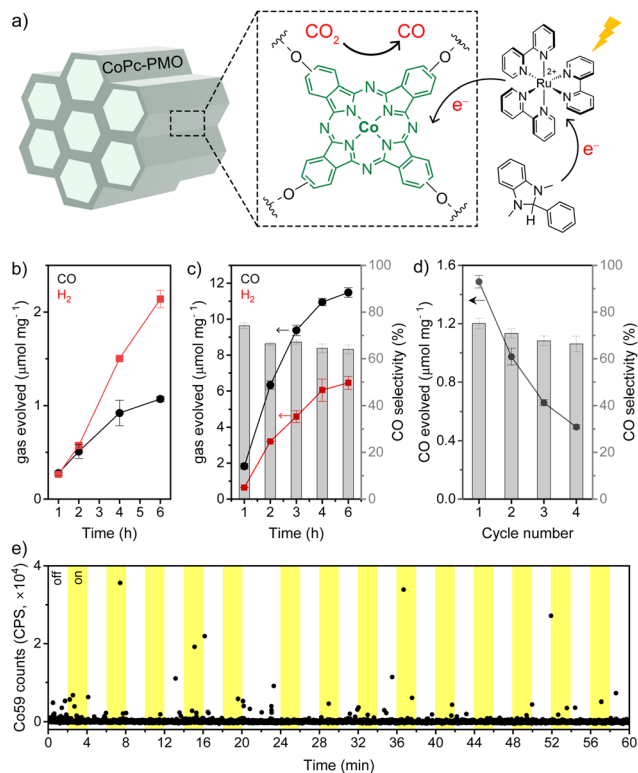 a)
CoPc-PMO
CO2
CO
O
O
N
N
N
N
N
Co
N
N
N
O
O
e−
2+
Ru
N
N
N
N
N
N
e−
N
N
H
b)
CO
H2
gas evolved (μmol mg−1)
2
1
0
1 2 3 4 5 6
Time (h)
c)
CO
H2
gas evolved (μmol mg−1)
12
10
8
6
4
2
0
1 2 3 4 6
Time (h)
100
80
60
40
20
0
CO selectivity (%)
d)
CO evolved (μmol mg−1)
1.6
1.2
0.8
0.4
1 2 3 4
Cycle number
100
80
60
40
20
0
CO selectivity (%)
e)
off
on
Co59 counts (CPS, ×10⁴)
4
2
0
0 4 8 12 16 20 24 28 32 36 40 44 48 52 56 60
Time (min)